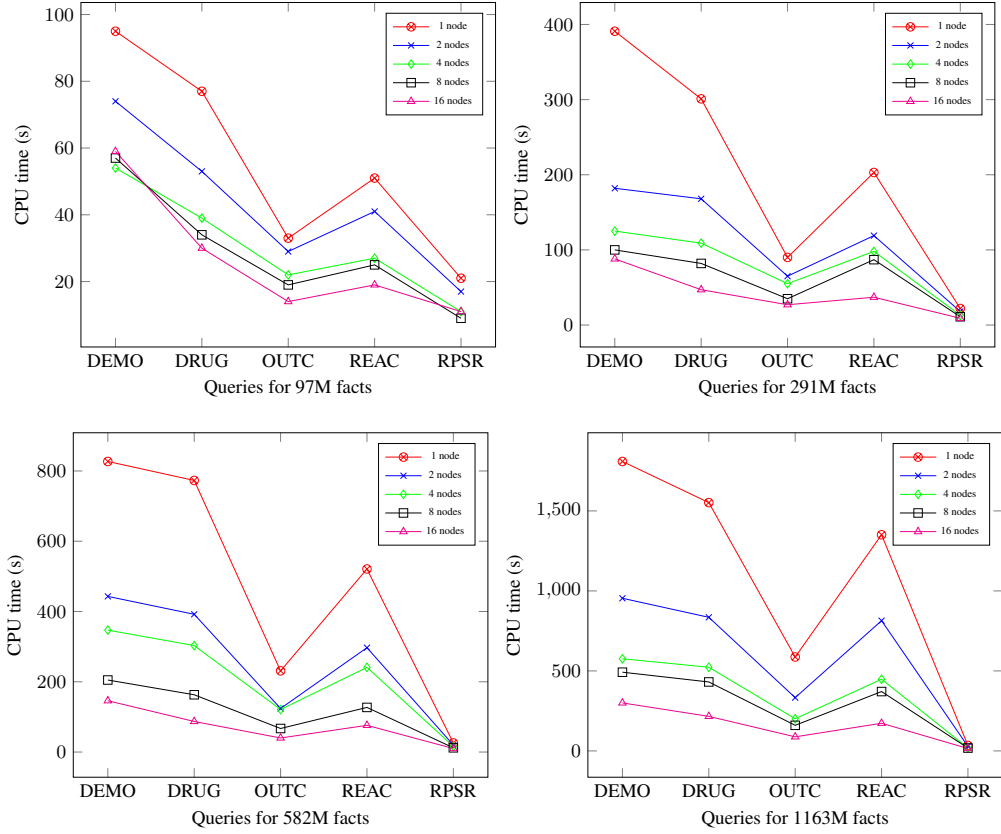 100
80
60
40
20
CPU time (s)
1 node
2 nodes
4 nodes
8 nodes
16 nodes
DEMO DRUG OUTC REAC RPSR
Queries for 97M facts
400
300
200
100
0
CPU time (s)
1 node
2 nodes
4 nodes
8 nodes
16 nodes
DEMO DRUG OUTC REAC RPSR
Queries for 291M facts
800
600
400
200
0
CPU time (s)
1 node
2 nodes
4 nodes
8 nodes
16 nodes
DEMO DRUG OUTC REAC RPSR
Queries for 582M facts
1,500
1,000
500
0
CPU time (s)
1 node
2 nodes
4 nodes
8 nodes
16 nodes
DEMO DRUG OUTC REAC RPSR
Queries for 1163M facts